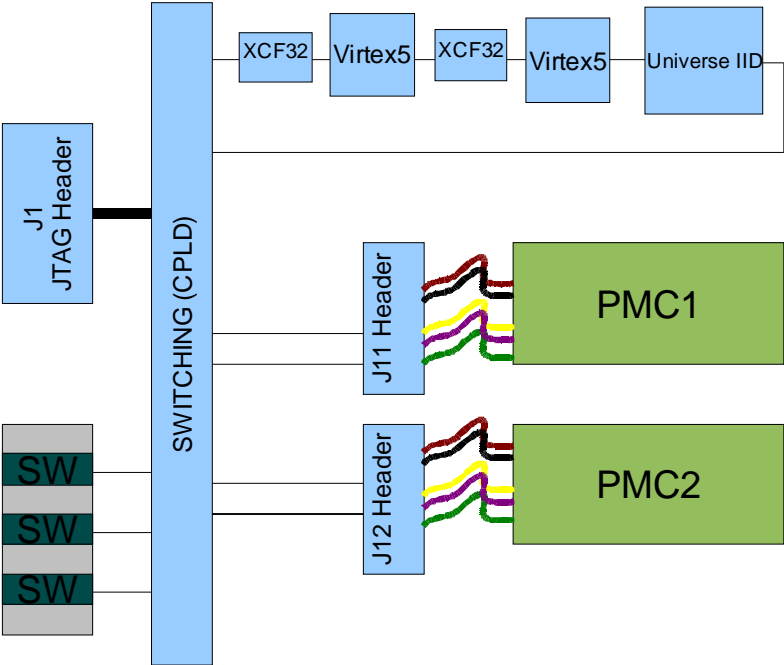 XCF32
Virtex5
XCF32
Virtex5
Universe IID
J1
JTAG Header
SWITCHING (CPLD)
J11 Header
PMC1
J12 Header
PMC2
SW
SW
SW